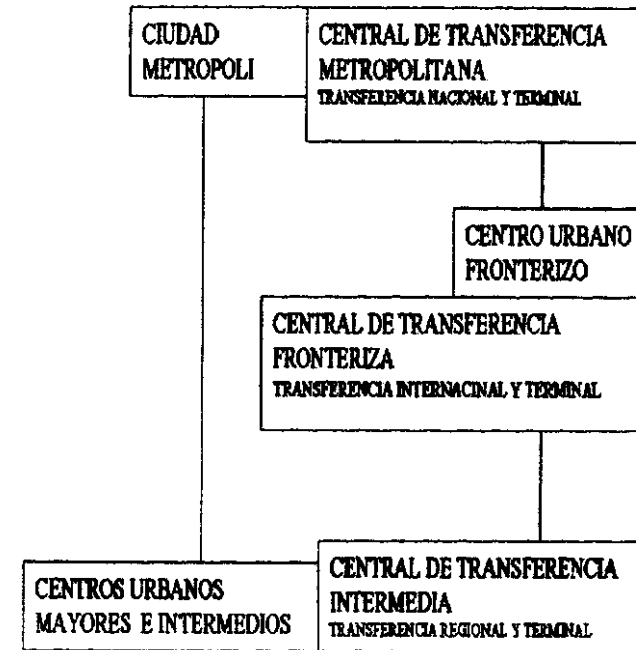 CIUDAD
METROPOLI
CENTRAL DE TRANSFERENCIA
METROPOLITANA
TRANSFERENCIA NACIONAL Y TERMINAL
CENTRO URBANO
FRONTERIZO
CENTRAL DE TRANSFERENCIA
FRONTERIZA
TRANSFERENCIA INTERNACINAL Y TERMINAL
CENTROS URBANOS
MAYORES E INTERMEDIOS
CENTRAL DE TRANSFERENCIA
INTERMEDIA
TRANSFERENCIA REGIONAL Y TERMINAL